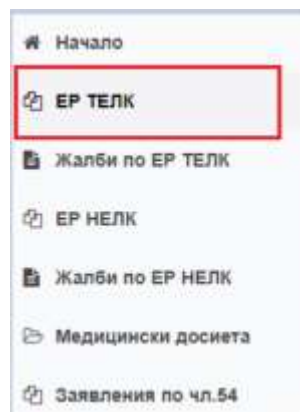 Начало
ЕР ТЕЛК
Жалби по ЕР ТЕЛК
ЕР НЕЛК
Жалби по ЕР НЕЛК
Медицински досиета
Заявления по чл.54